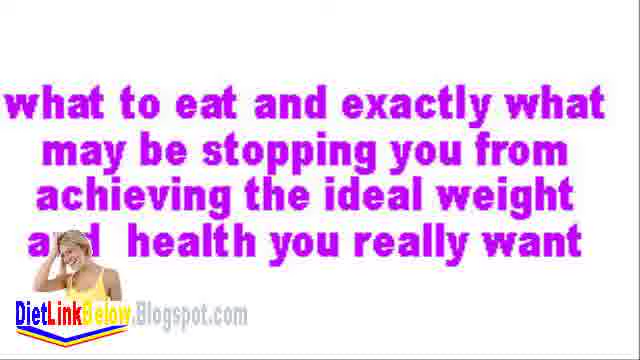 what to eat and exactly what
may be stopping you from
achieving the ideal weight
and health you really want
DietLinkBelow.Blogspot.com